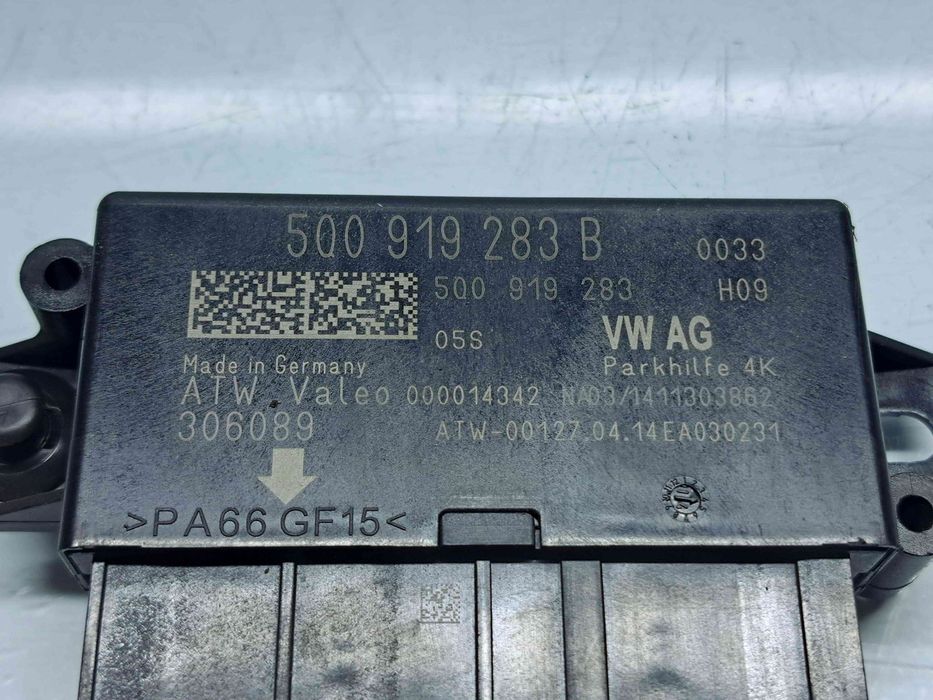 5Q0 919 283 B 0033
5Q0 919 283 H09
05S VW AG
Made in Germany Parkhilfe 4K
ATW Valeo 000014342 NA03/1411303862
306089 ATW-00127.04.14EA030231
>PA66 GF15<